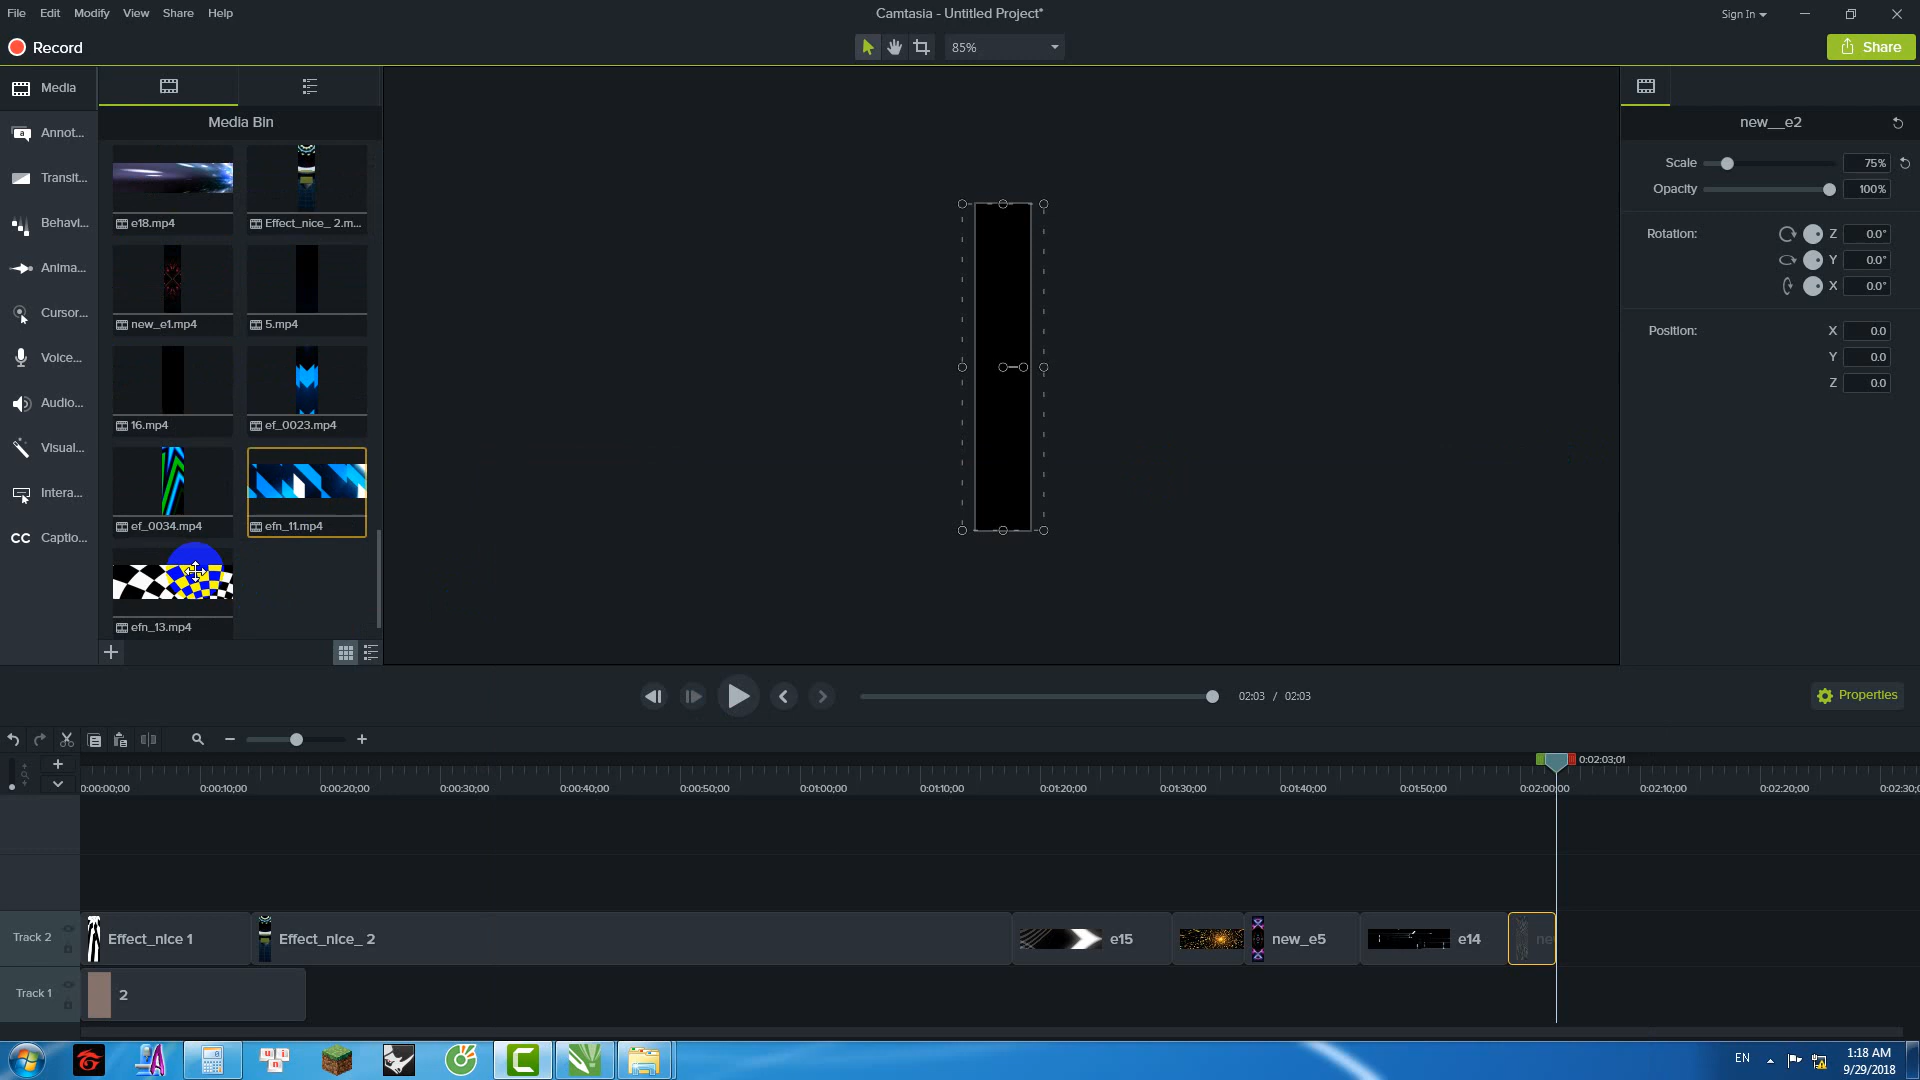 File Edit Modify View Share Help
Camtasia - Untitled Project*
Sign In
Record
85%
Share
Media
Annot...
Transit...
Behavi...
Anima...
Cursor...
Voice...
Audio...
Visual...
Intera...
CC Captio...
Media Bin
e18.mp4
Effect_nice_ 2.m...
new_e1.mp4
5.mp4
16.mp4
ef_0023.mp4
ef_0034.mp4
efn_11.mp4
efn_13.mp4
new__e2
Scale 75%
Opacity 100%
Rotation: Z 0.0°
Y 0.0°
X 0.0°
Position: X 0.0
Y 0.0
Z 0.0
02:03 / 02:03
Properties
0:02:03;01
0:00:00;00 0:00:10;00 0:00:20;00 0:00:30;00 0:00:40;00 0:00:50;00 0:01:00;00 0:01:10;00 0:01:20;00 0:01:30;00 0:01:40;00 0:01:50;00 0:02:00;00 0:02:10;00 0:02:20;00 0:02:30;0
Track 2
Effect_nice 1
Effect_nice_ 2
e15
new_e5
e14
ne
Track 1
2
EN
1:18 AM
9/29/2018